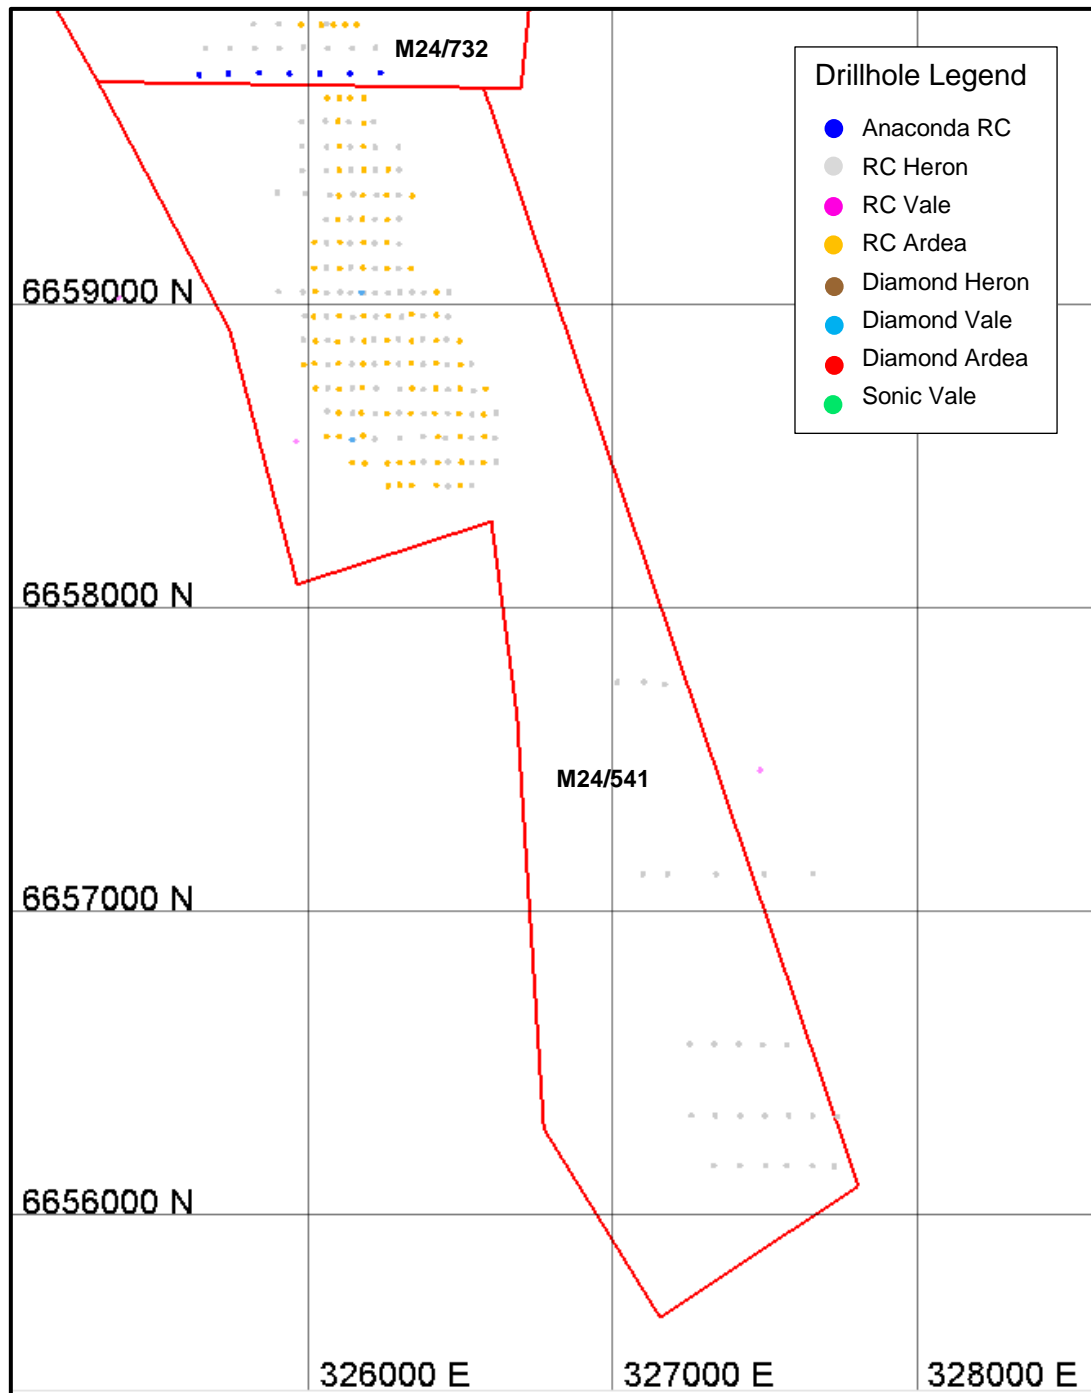 M24/732
Drillhole Legend
Anaconda RC
RC Heron
RC Vale
RC Ardea
Diamond Heron
Diamond Vale
Diamond Ardea
Sonic Vale
6659000 N
6658000 N
M24/541
6657000 N
6656000 N
326000 E
327000 E
328000 E